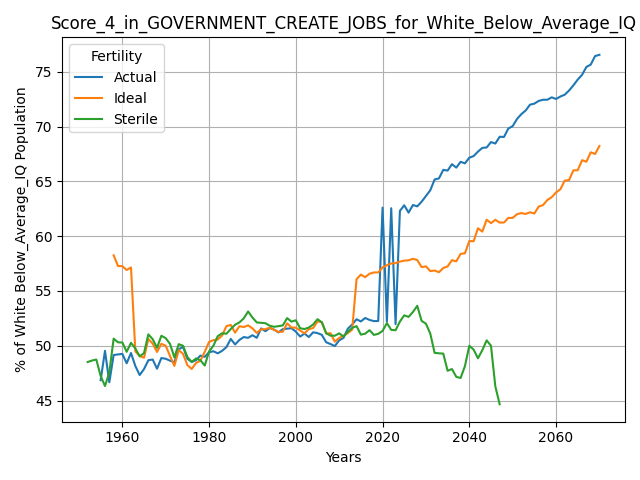 Score_4_in_GOVERNMENT_CREATE_JOBS_for_White_Below_Average_IQ
Fertility
Actual
Ideal
Sterile
% of White Below_Average_IQ Population
75
70
65
60
55
50
45
1960
1980
2000
2020
2040
2060
Years